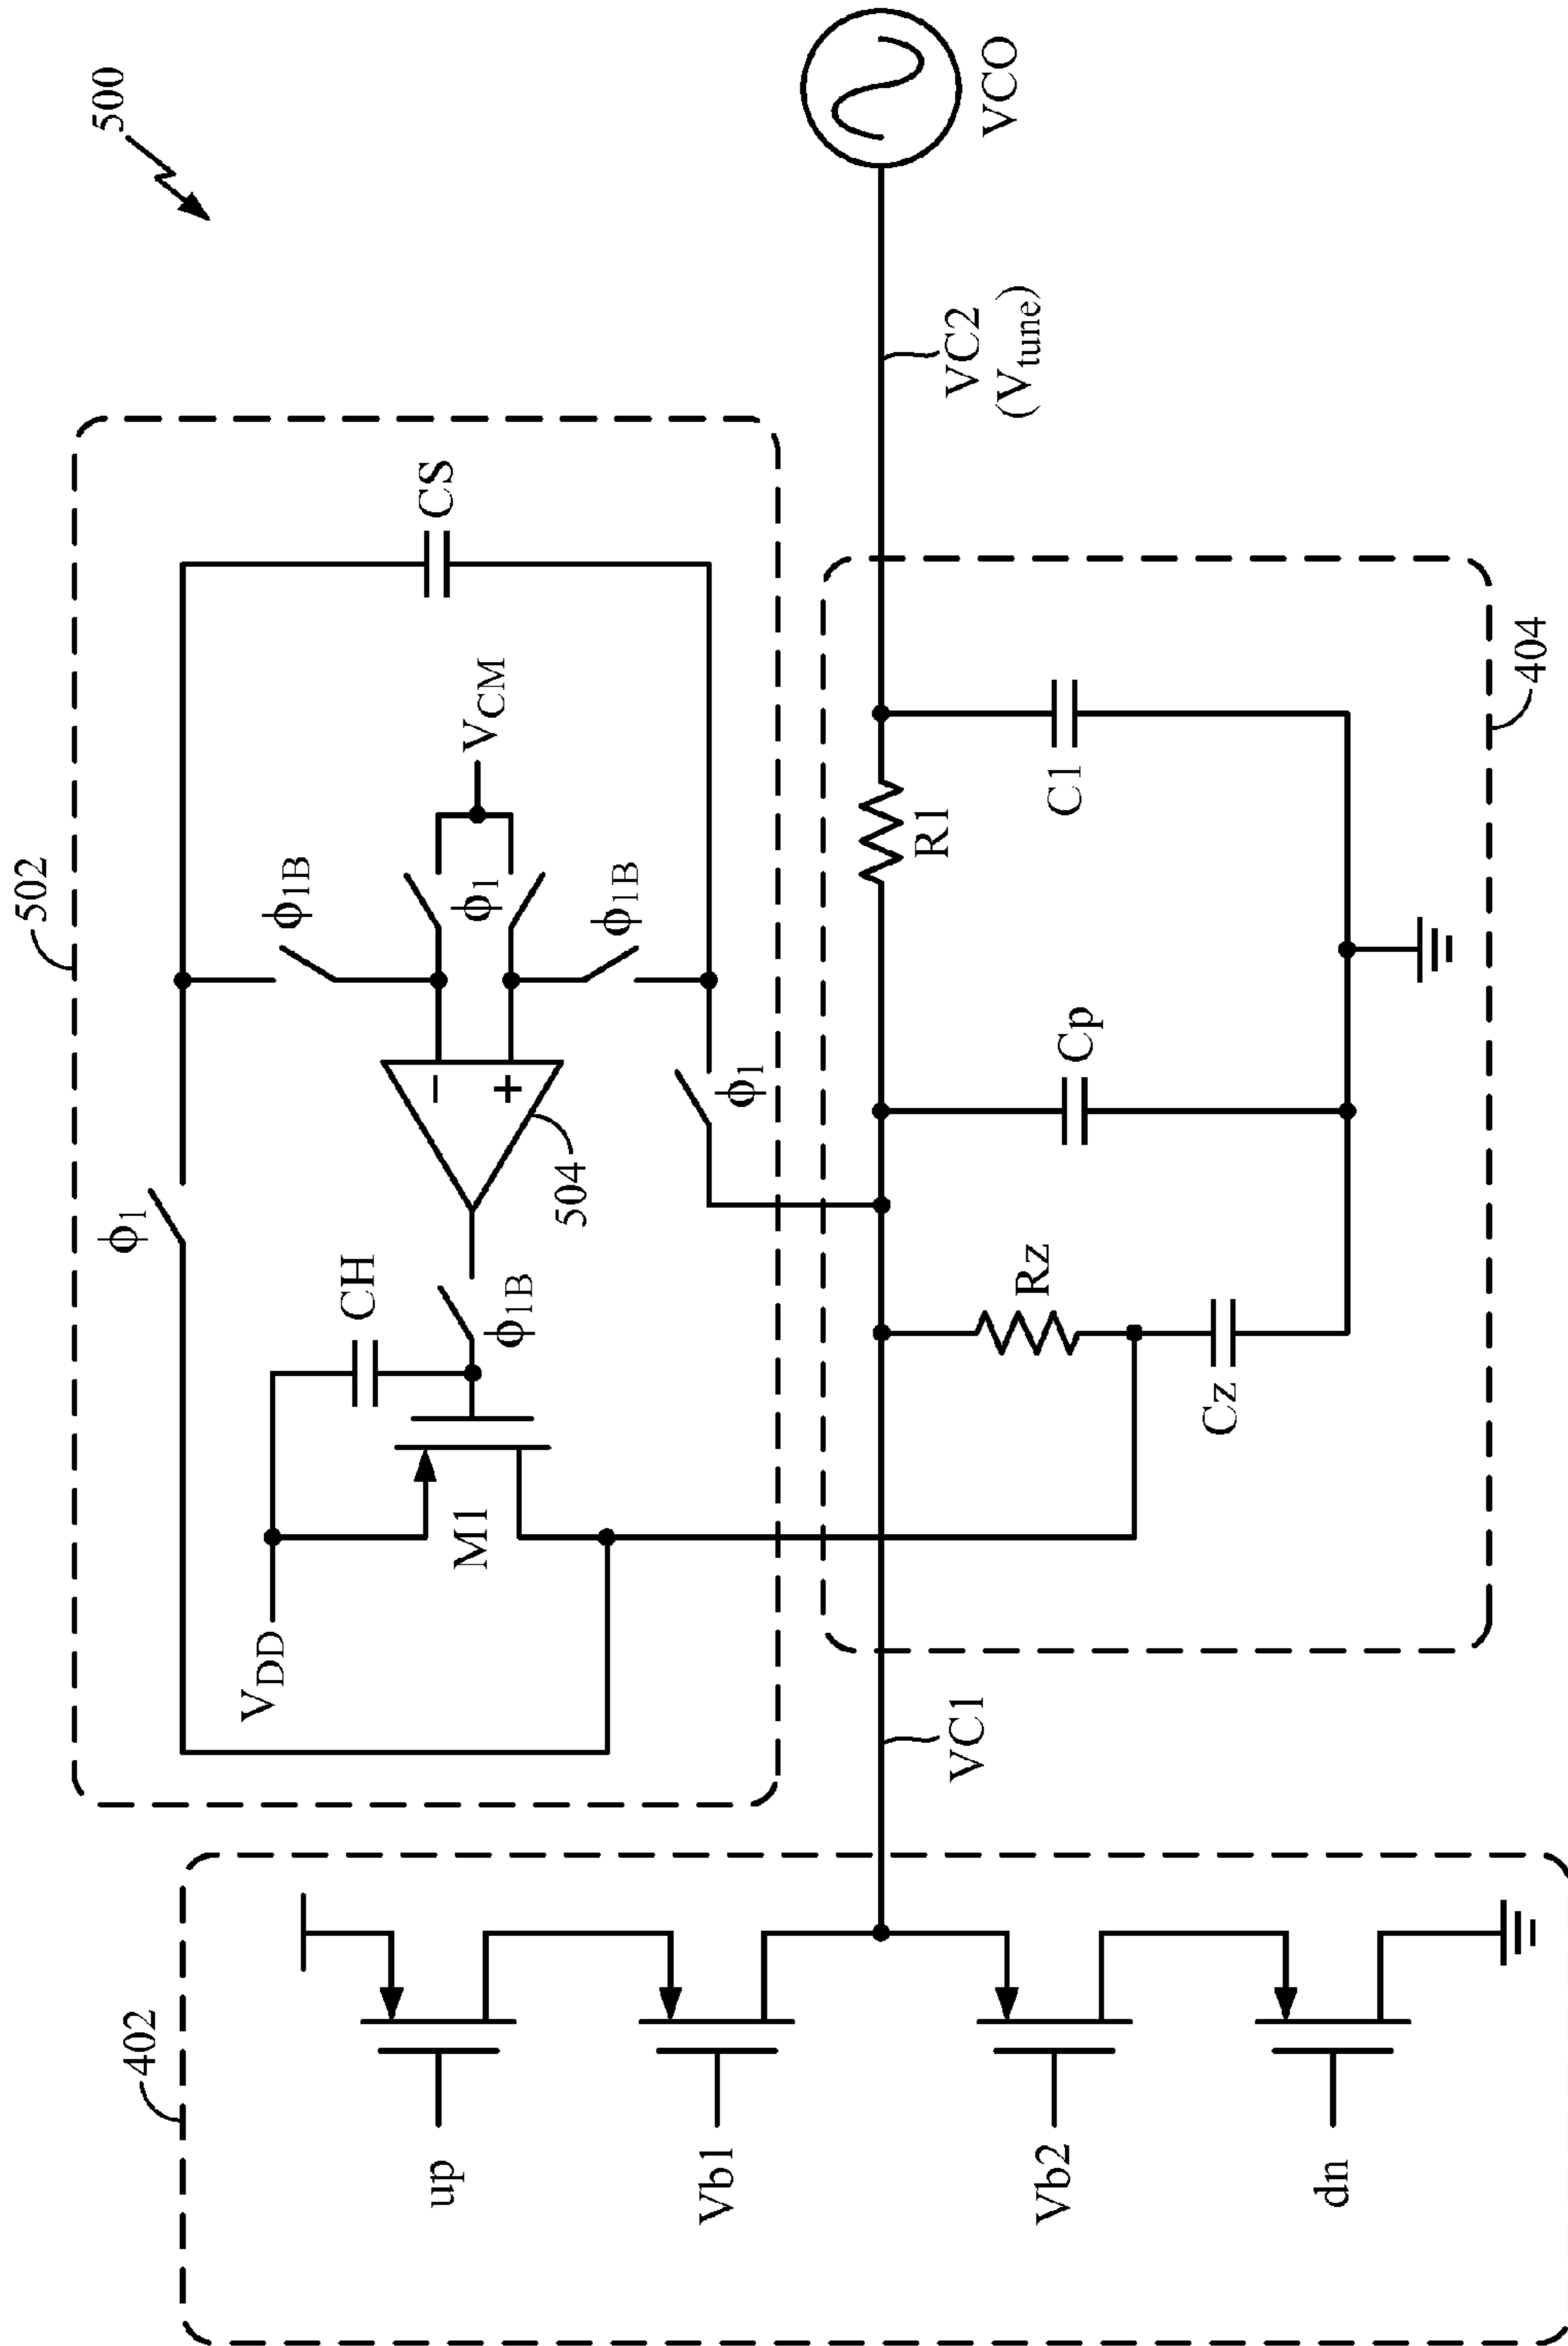 500
502
ϕ1
ϕ1B
CS
VDD
CH
VCM
ϕ1
M1
ϕ1B
−
+
504
ϕ1B
ϕ1
402
up
Vb1
Vb2
dn
VC1
VC2
(Vtune)
VCO
Rz
Cz
Cp
R1
C1
404